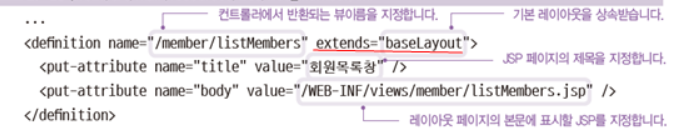 컨트롤러에서 반환되는 뷰이름을 지정합니다. 기본 레이아웃을 상속받습니다.
...
<definition name="/member/listMembers" extends="baseLayout">
JSP 페이지의 제목을 지정합니다.
<put-attribute name="title" value="회원목록창" />
<put-attribute name="body" value="/WEB-INF/views/member/listMembers.jsp" />
</definition>
레이아웃 페이지의 본문에 표시할 JSP를 지정합니다.